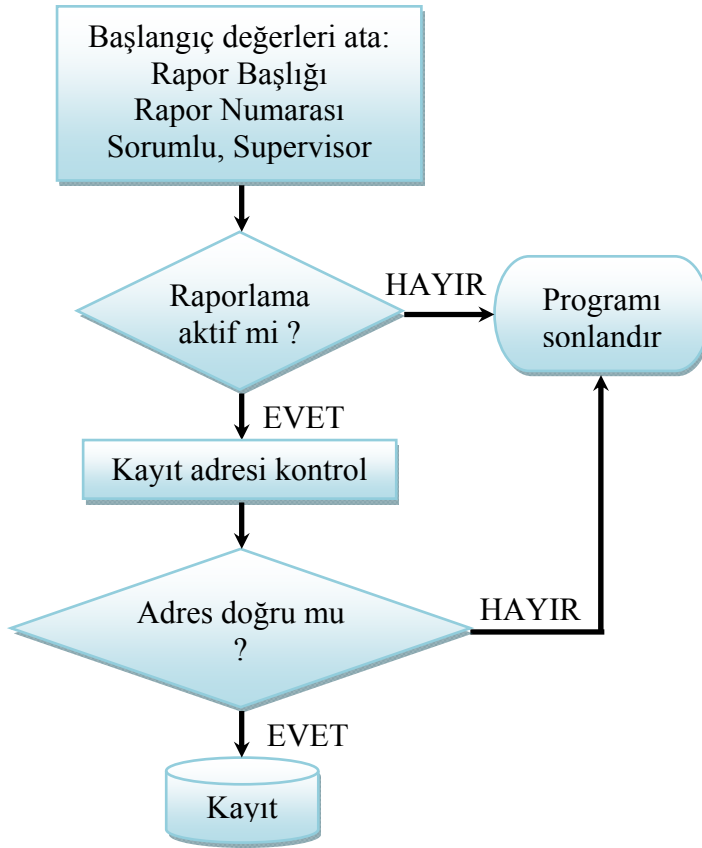 Başlangıç değerleri ata:
Rapor Başlığı
Rapor Numarası
Sorumlu, Supervisor
Raporlama
aktif mi ?
HAYIR
Programı
sonlandır
EVET
Kayıt adresi kontrol
Adres doğru mu
?
HAYIR
EVET
Kayıt